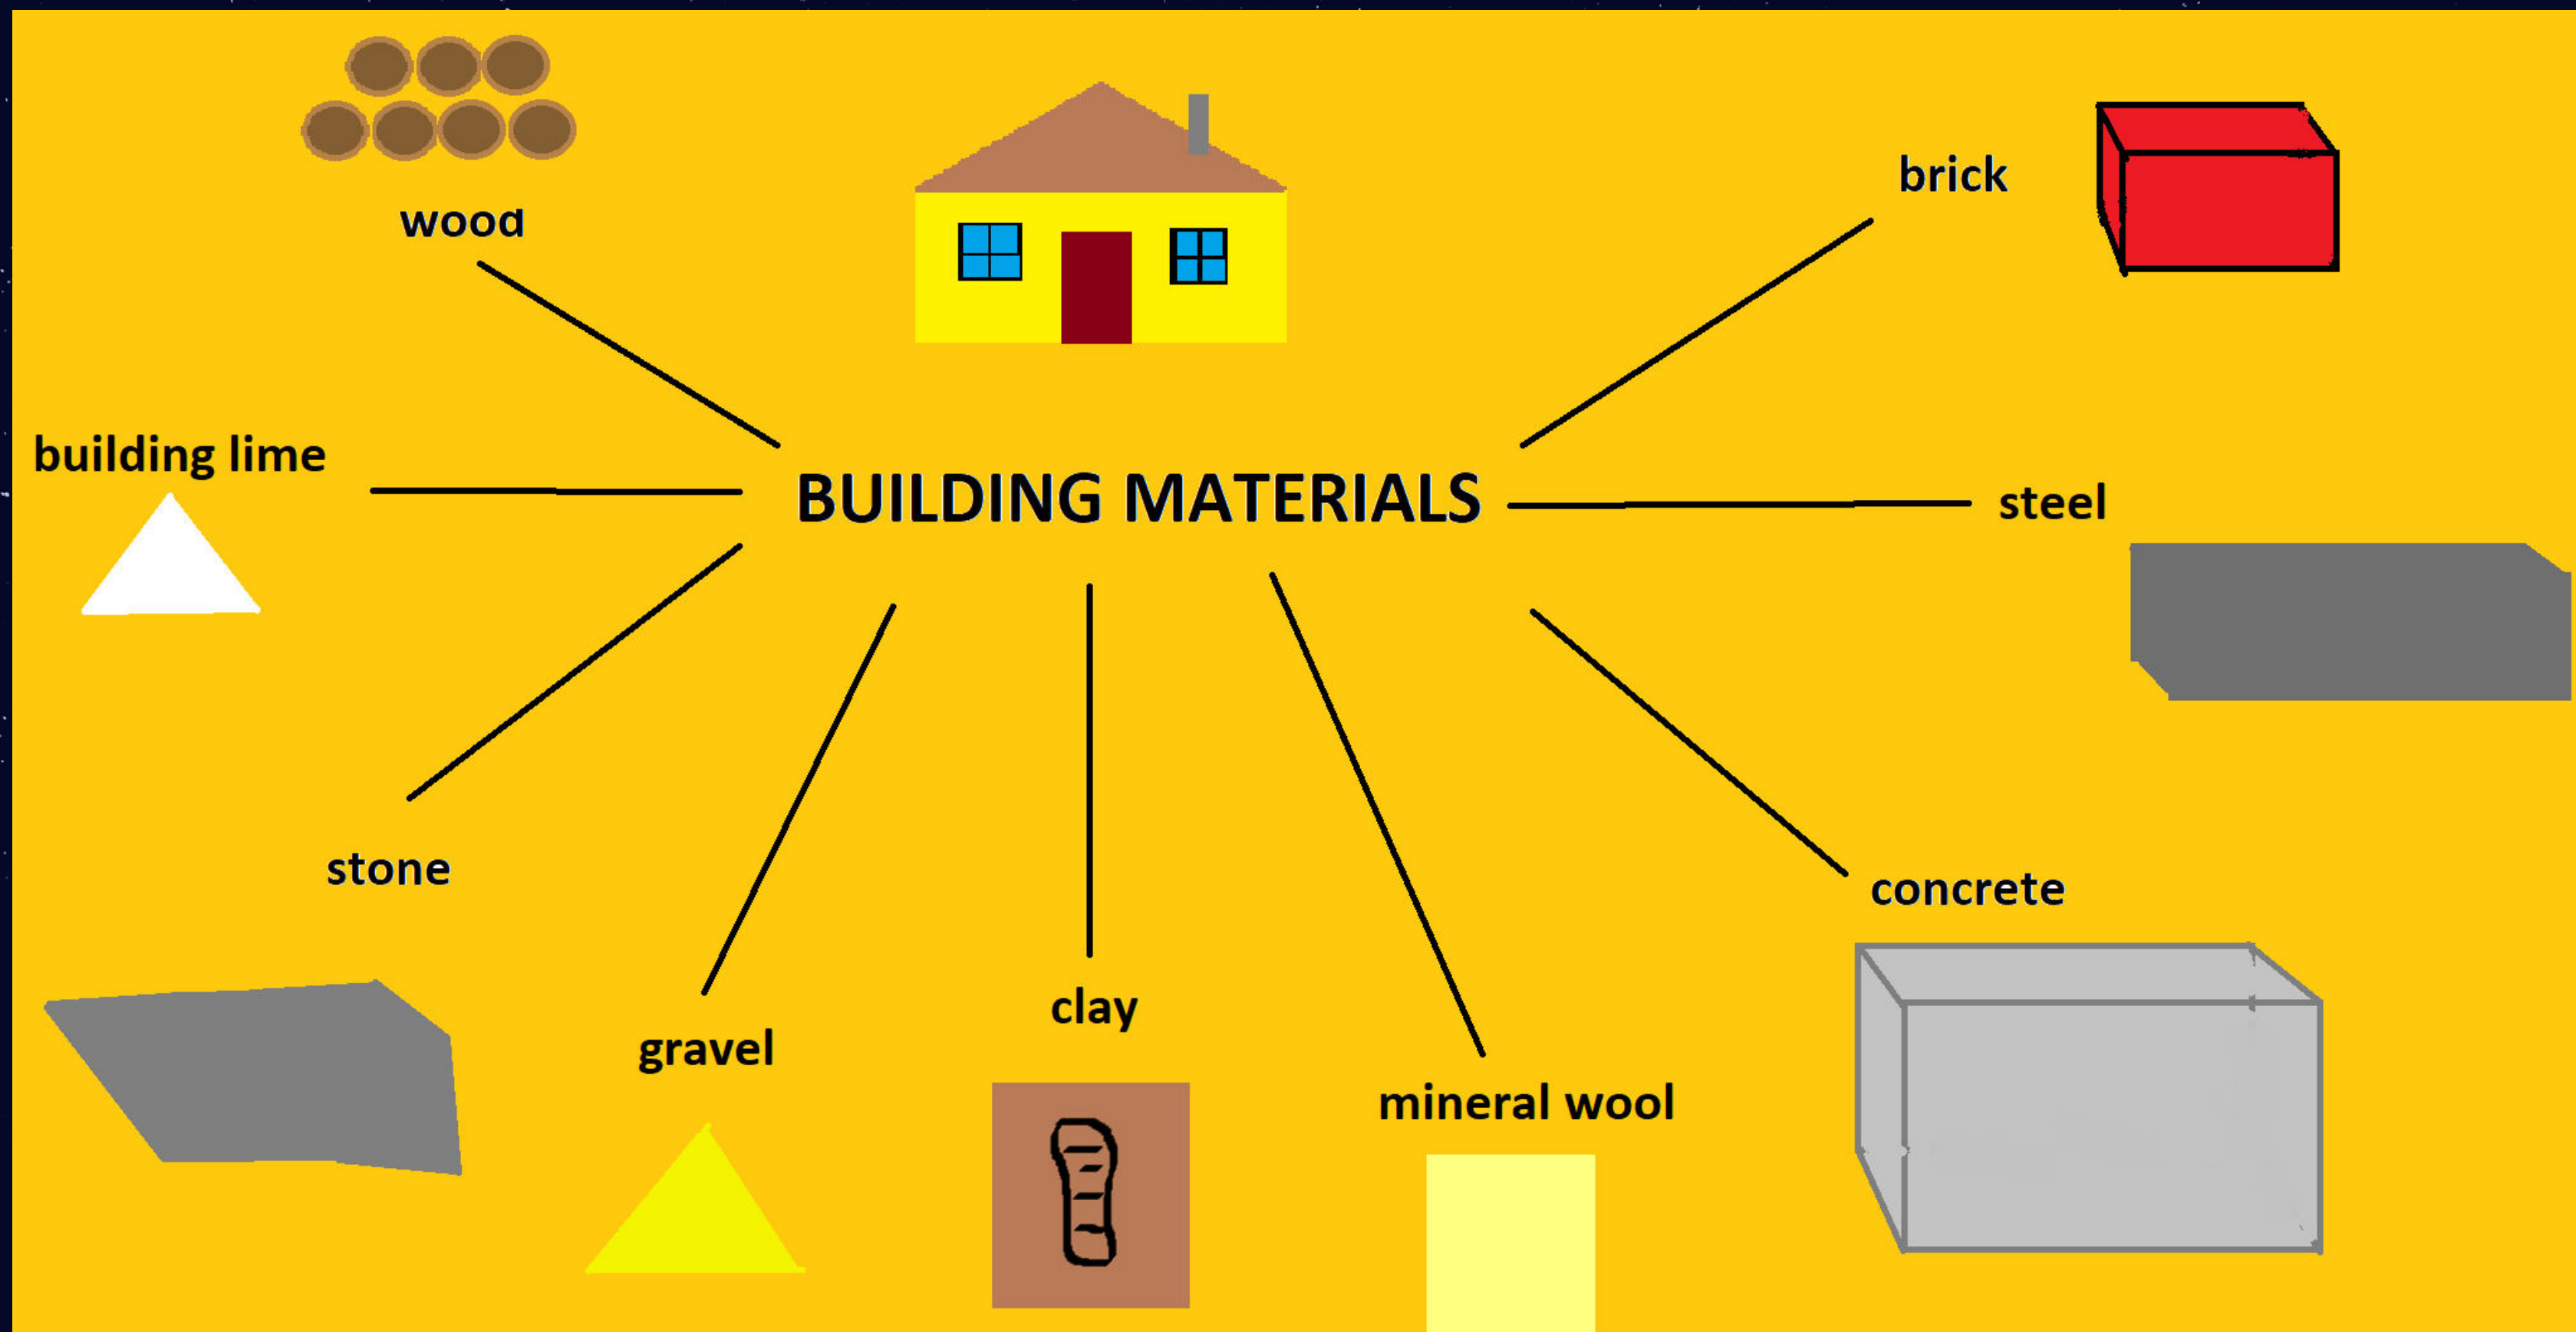 brick
wood
building lime
BUILDING MATERIALS
steel
stone
concrete
clay
gravel
mineral wool